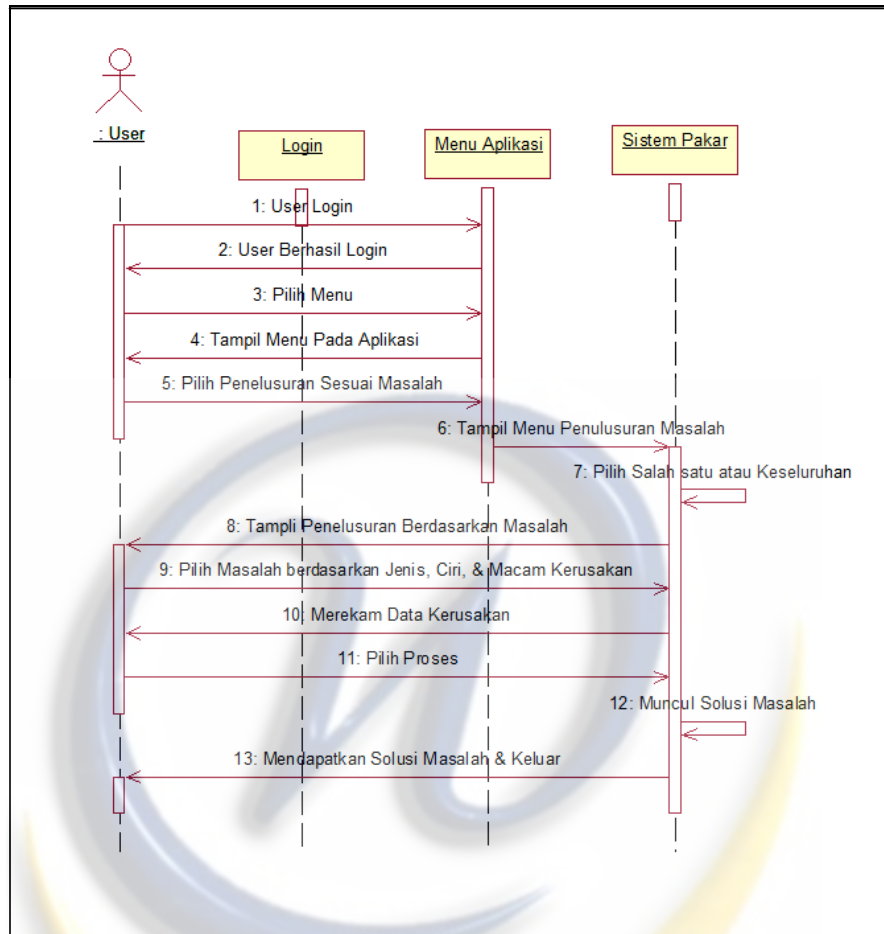 : User
Login
Menu Aplikasi
Sistem Pakar
1: User Login
2: User Berhasil Login
3: Pilih Menu
4: Tampil Menu Pada Aplikasi
5: Pilih Penelusuran Sesuai Masalah
6: Tampil Menu Penulusuran Masalah
7: Pilih Salah satu atau Keseluruhan
8: Tampli Penelusuran Berdasarkan Masalah
9: Pilih Masalah berdasarkan Jenis, Ciri, & Macam Kerusakan
10: Merekam Data Kerusakan
11: Pilih Proses
12: Muncul Solusi Masalah
13: Mendapatkan Solusi Masalah & Keluar